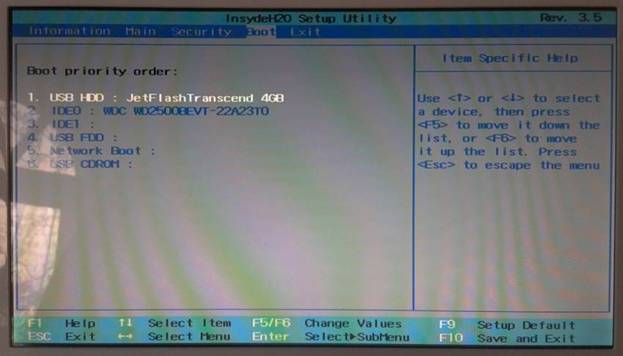 InsydeH2O Setup Utility Rev. 3.5
Information Main Security Boot Exit
Item Specific Help
Boot priority order:
1. USB HDD : JetFlashTranscend 4GB
2. IDE0 : WDC WD2500BEVT-22A23T0
3. IDE1 :
4. USB FDD :
5. Network Boot :
6. USB CDROM :
Use <↑> or <↓> to select
a device, then press
<F5> to move it down the
list, or <F6> to move
it up the list. Press
<Esc> to escape the menu
F1 Help ↑↓ Select Item F5/F6 Change Values F9 Setup Default
ESC Exit ↔ Select Menu Enter Select▶SubMenu F10 Save and Exit